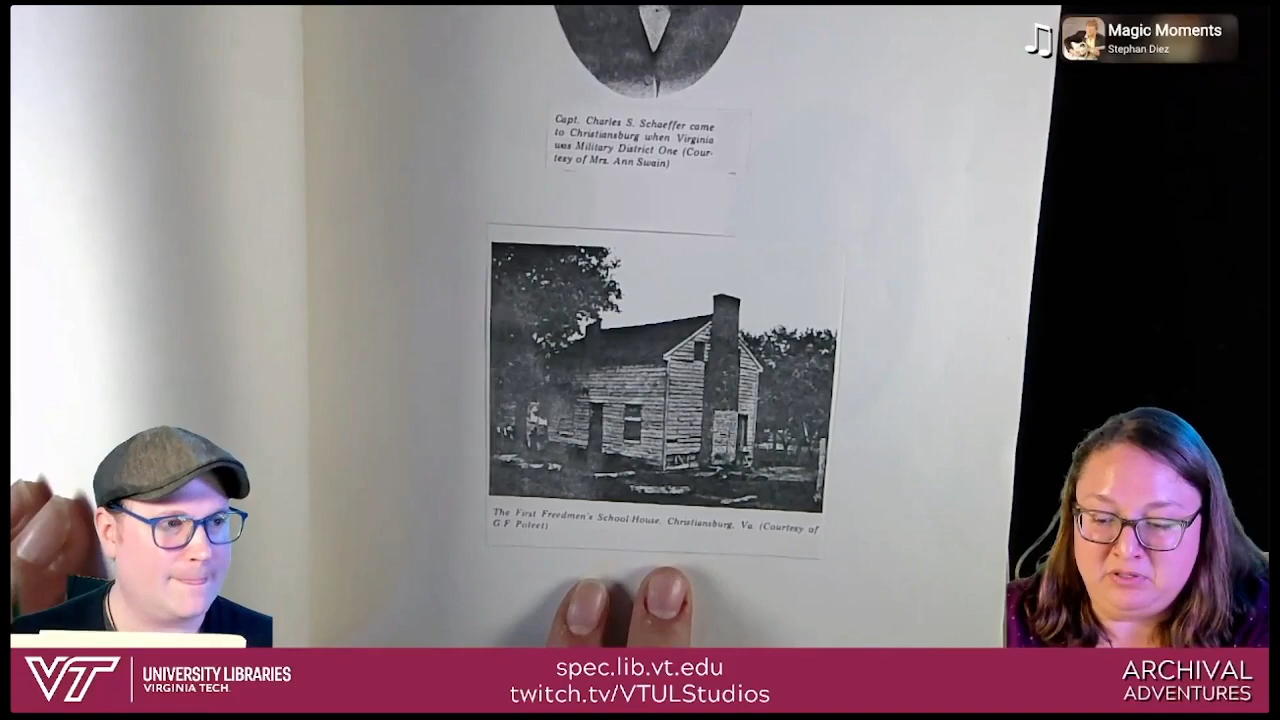 Magic Moments
Stephan Diez
Capt. Charles S. Schaeffer came
to Christiansburg when Virginia
was Military District One (Cour-
tesy of Mrs. Ann Swain)
The First Freedmen's School-House, Christiansburg, Va. (Courtesy of
G F Poteet)
VT
UNIVERSITY LIBRARIES
VIRGINIA TECH.
spec.lib.vt.edu
twitch.tv/VTULStudios
ARCHIVAL
ADVENTURES